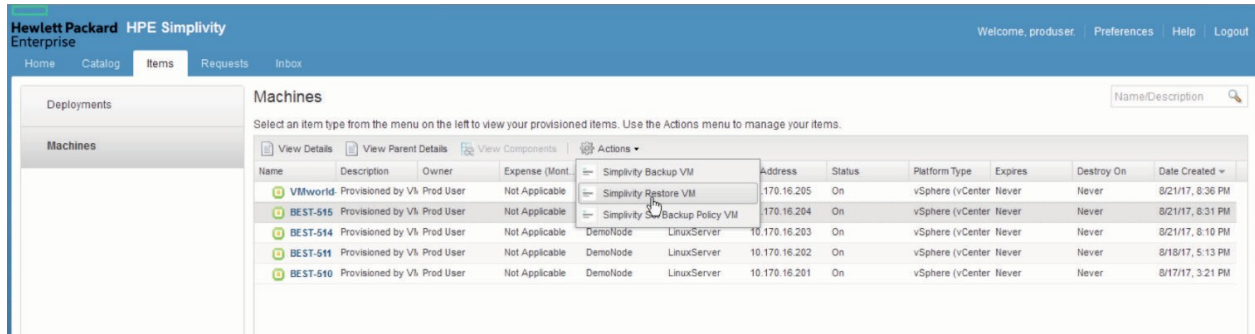 Hewlett Packard HPE Simplivity
Enterprise
Welcome, produser. Preferences Help Logout
Home Catalog Items Requests Inbox
Deployments
Machines
Machines
Name/Description
Select an item type from the menu on the left to view your provisioned items. Use the Actions menu to manage your items.
View Details View Parent Details View Components Actions
Name Description Owner Expense (Mont... Address Status Platform Type Expires Destroy On Date Created
Simplivity Backup VM
Simplivity Restore VM
Simplivity Backup Policy VM
VMworld- Provisioned by VM Prod User Not Applicable .170.16.205 On vSphere (vCenter Never Never 8/21/17, 8:36 PM
BEST-515 Provisioned by VM Prod User Not Applicable .170.16.204 On vSphere (vCenter Never Never 8/21/17, 8:31 PM
BEST-514 Provisioned by VM Prod User Not Applicable DemoNode LinuxServer 10.170.16.203 On vSphere (vCenter Never Never 8/21/17, 8:10 PM
BEST-511 Provisioned by VM Prod User Not Applicable DemoNode LinuxServer 10.170.16.202 On vSphere (vCenter Never Never 8/18/17, 5:13 PM
BEST-510 Provisioned by VM Prod User Not Applicable DemoNode LinuxServer 10.170.16.201 On vSphere (vCenter Never Never 8/17/17, 3:21 PM